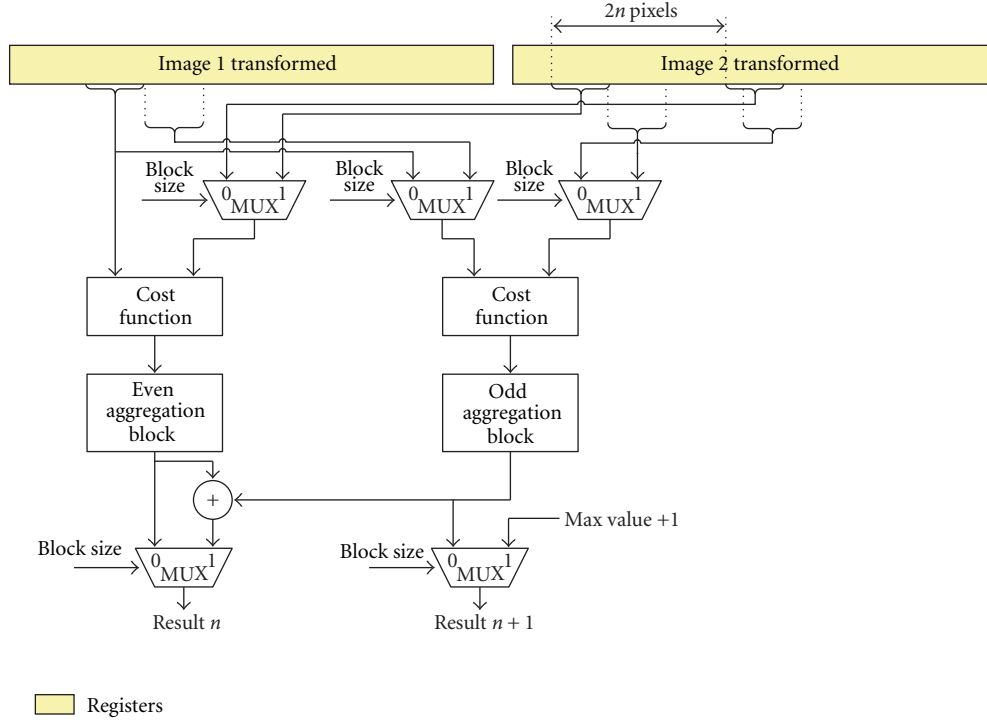 2n pixels
Image 1 transformed
Image 2 transformed
Block
size
0 1
MUX
Block
size
0 1
MUX
Block
size
0 1
MUX
Cost
function
Cost
function
Even
aggregation
block
Odd
aggregation
block
+
Max value +1
Block size
0 1
MUX
Block size
0 1
MUX
Result n
Result n + 1
Registers